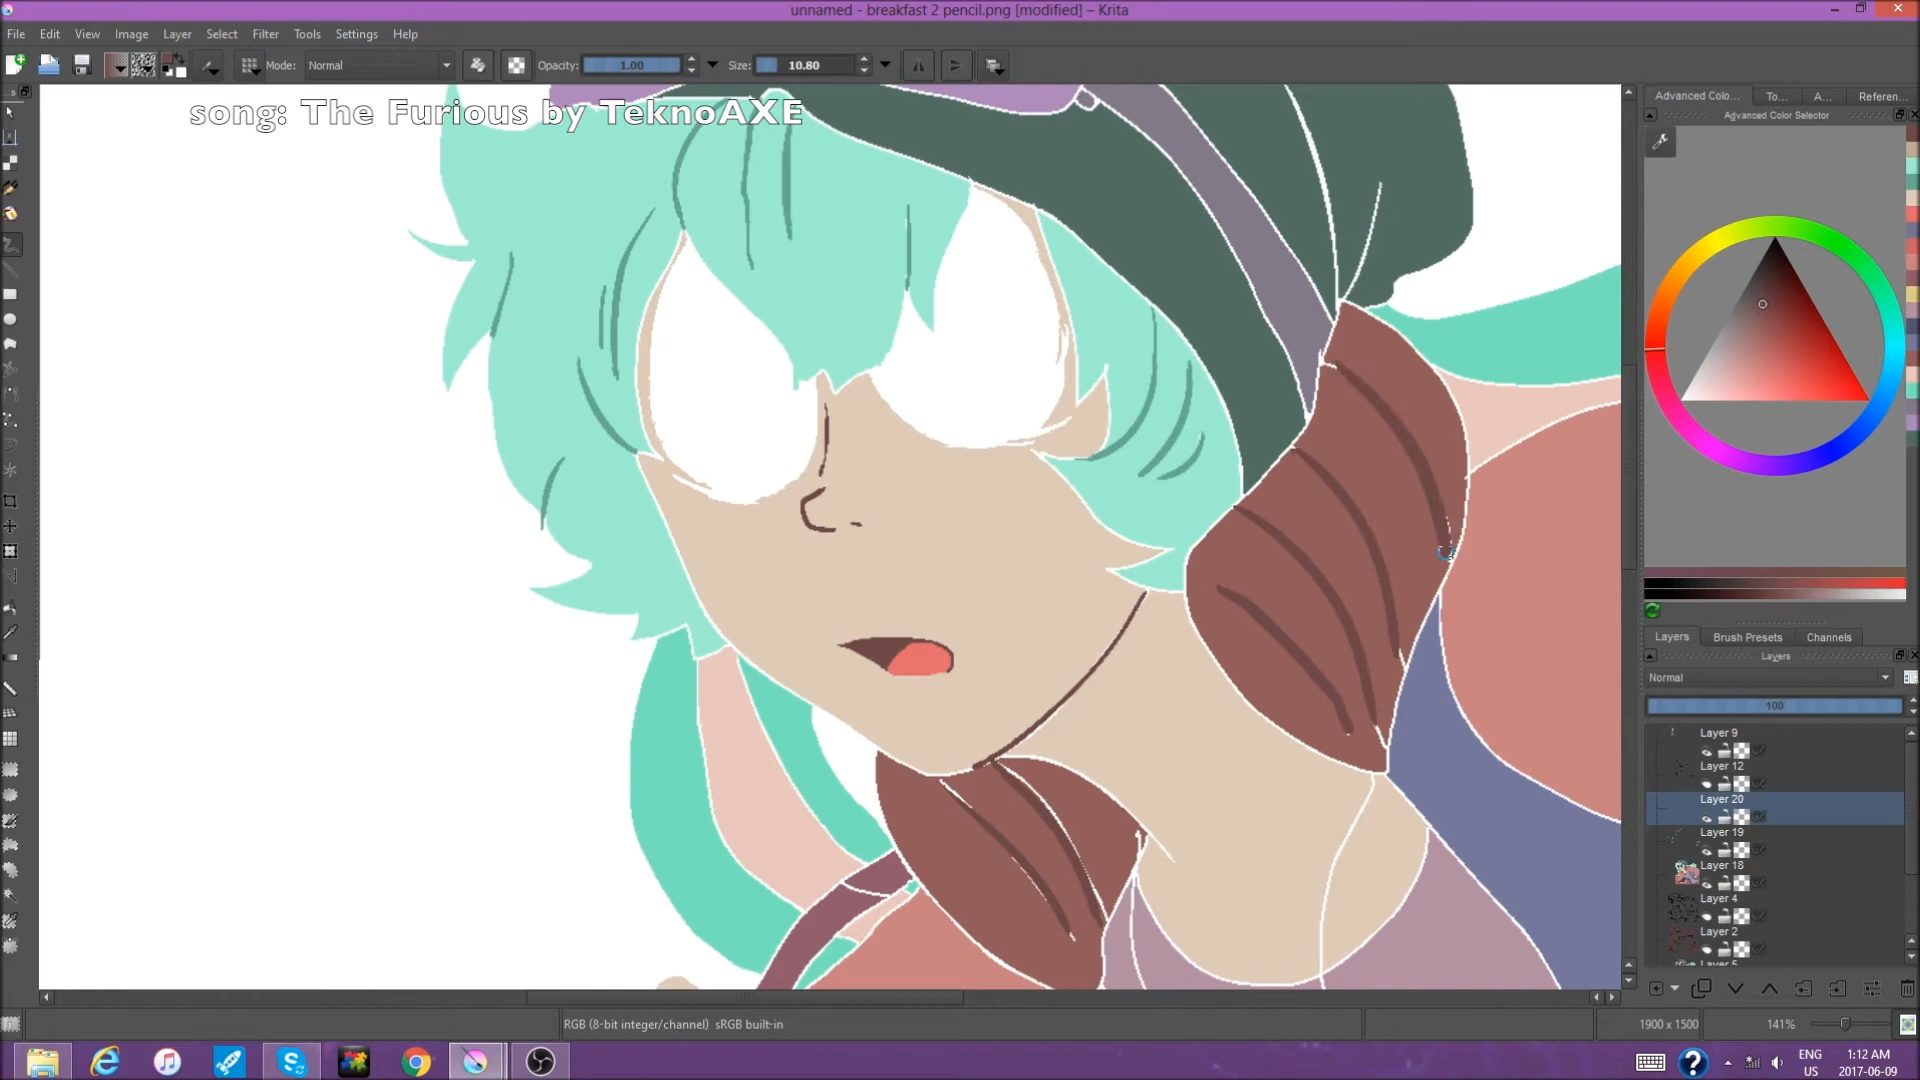 unnamed - breakfast 2 pencil.png [modified] – Krita
File Edit View Image Layer Select Filter Tools Settings Help
Mode: Normal Opacity: 1.00 Size: 10.80
song: The Furious by TeknoAXE
Advanced Colo... To... A... Referen...
Advanced Color Selector
Layers Brush Presets Channels
Layers
Normal
100
Layer 9
Layer 12
Layer 20
Layer 19
Layer 18
Layer 4
Layer 2
RGB (8-bit integer/channel) sRGB built-in
1900 x 1500
141%
ENG 1:12 AM
US 2017-06-09